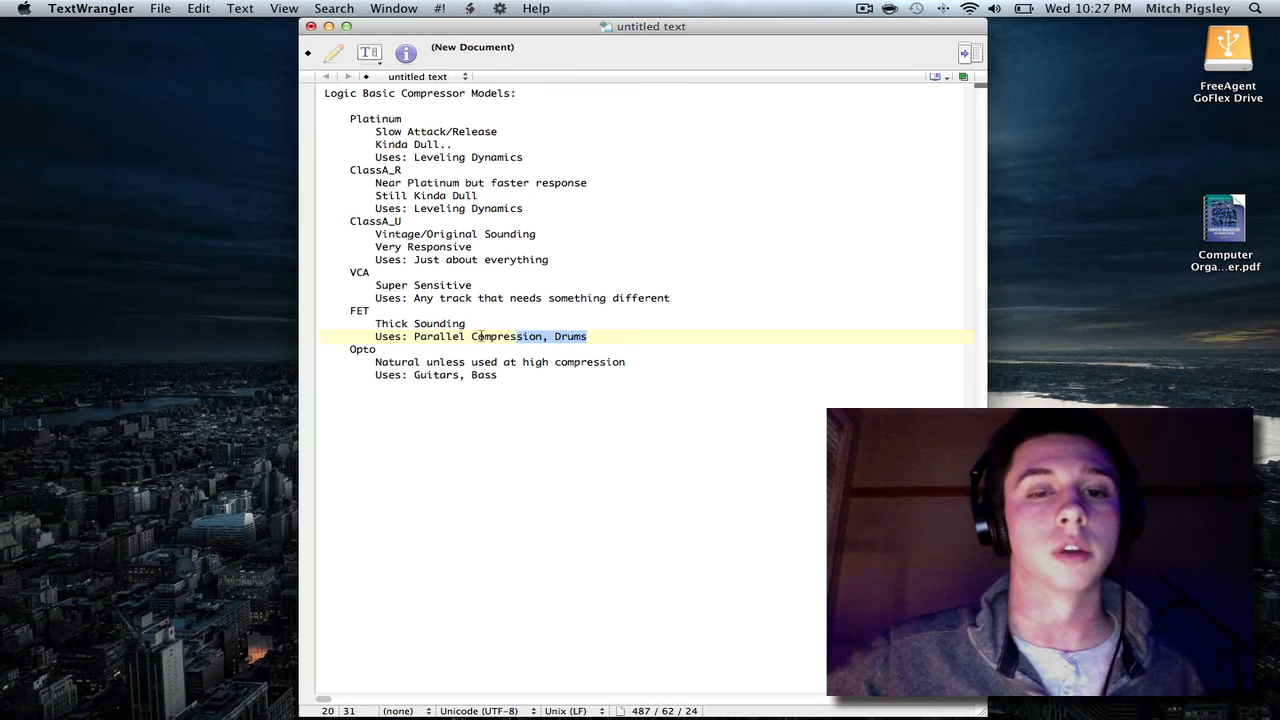 TextWrangler File Edit Text View Search Window #! Help Wed 10:27 PM Mitch Pigsley
untitled text
(New Document)
untitled text
Logic Basic Compressor Models:
Platinum
Slow Attack/Release
Kinda Dull..
Uses: Leveling Dynamics
ClassA_R
Near Platinum but faster response
Still Kinda Dull
Uses: Leveling Dynamics
ClassA_U
Vintage/Original Sounding
Very Responsive
Uses: Just about everything
VCA
Super Sensitive
Uses: Any track that needs something different
FET
Thick Sounding
Uses: Parallel Compression, Drums
Opto
Natural unless used at high compression
Uses: Guitars, Bass
20 31 (none) Unicode (UTF-8) Unix (LF) 487 / 62 / 24
FreeAgent
GoFlex Drive
Computer
Orga...er.pdf